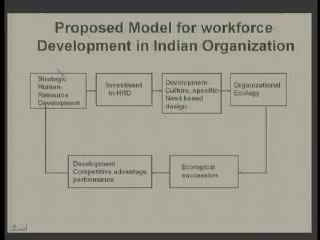 Proposed Model for workforce
Development in Indian Organization
Strategic
Human
Resource
Development
Investment
in HRD
Development
Culture, specific
Need based
design
Organizational
Ecology
Development
Competitive advantage
performance
Ecological
succession